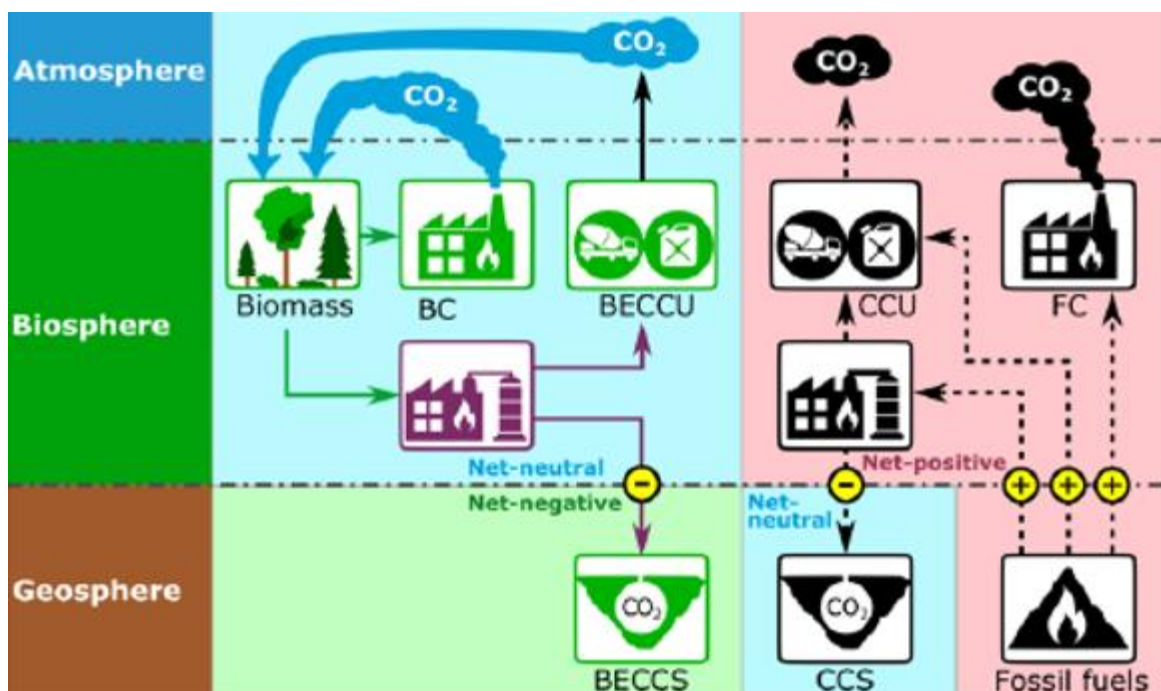 Atmosphere
CO2
CO2
CO2
CO2
Biosphere
Biomass
BC
BECCU
CCU
FC
Net-neutral
Net-positive
Net-negative
Net-
neutral
-
-
+
+
+
Geosphere
CO2
CO2
BECCS
CCS
Fossil fuels